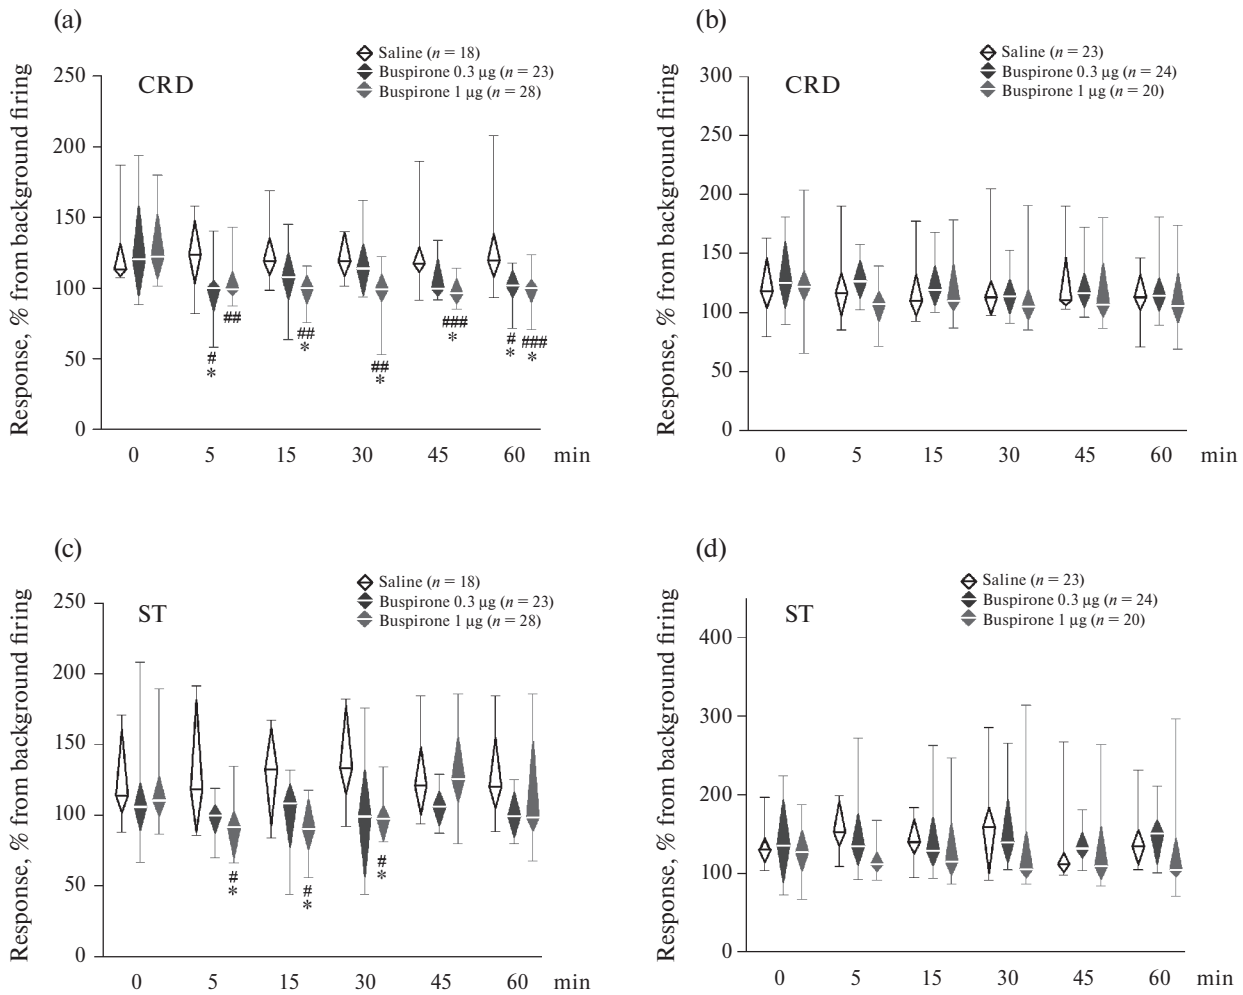 (a)
Saline (n = 18)
Buspirone 0.3 µg (n = 23)
Buspirone 1 µg (n = 28)
CRD
Response, % from background firing
250
200
150
100
50
0
##
#
*
##
*
##
*
###
*
#
*
###
*
0 5 15 30 45 60 min
(b)
Saline (n = 23)
Buspirone 0.3 µg (n = 24)
Buspirone 1 µg (n = 20)
CRD
Response, % from background firing
300
250
200
150
100
50
0
0 5 15 30 45 60 min
(c)
Saline (n = 18)
Buspirone 0.3 µg (n = 23)
Buspirone 1 µg (n = 28)
ST
Response, % from background firing
250
200
150
100
50
0
#
*
#
*
#
*
0 5 15 30 45 60 min
(d)
Saline (n = 23)
Buspirone 0.3 µg (n = 24)
Buspirone 1 µg (n = 20)
ST
Response, % from background firing
400
300
200
100
0
0 5 15 30 45 60 min